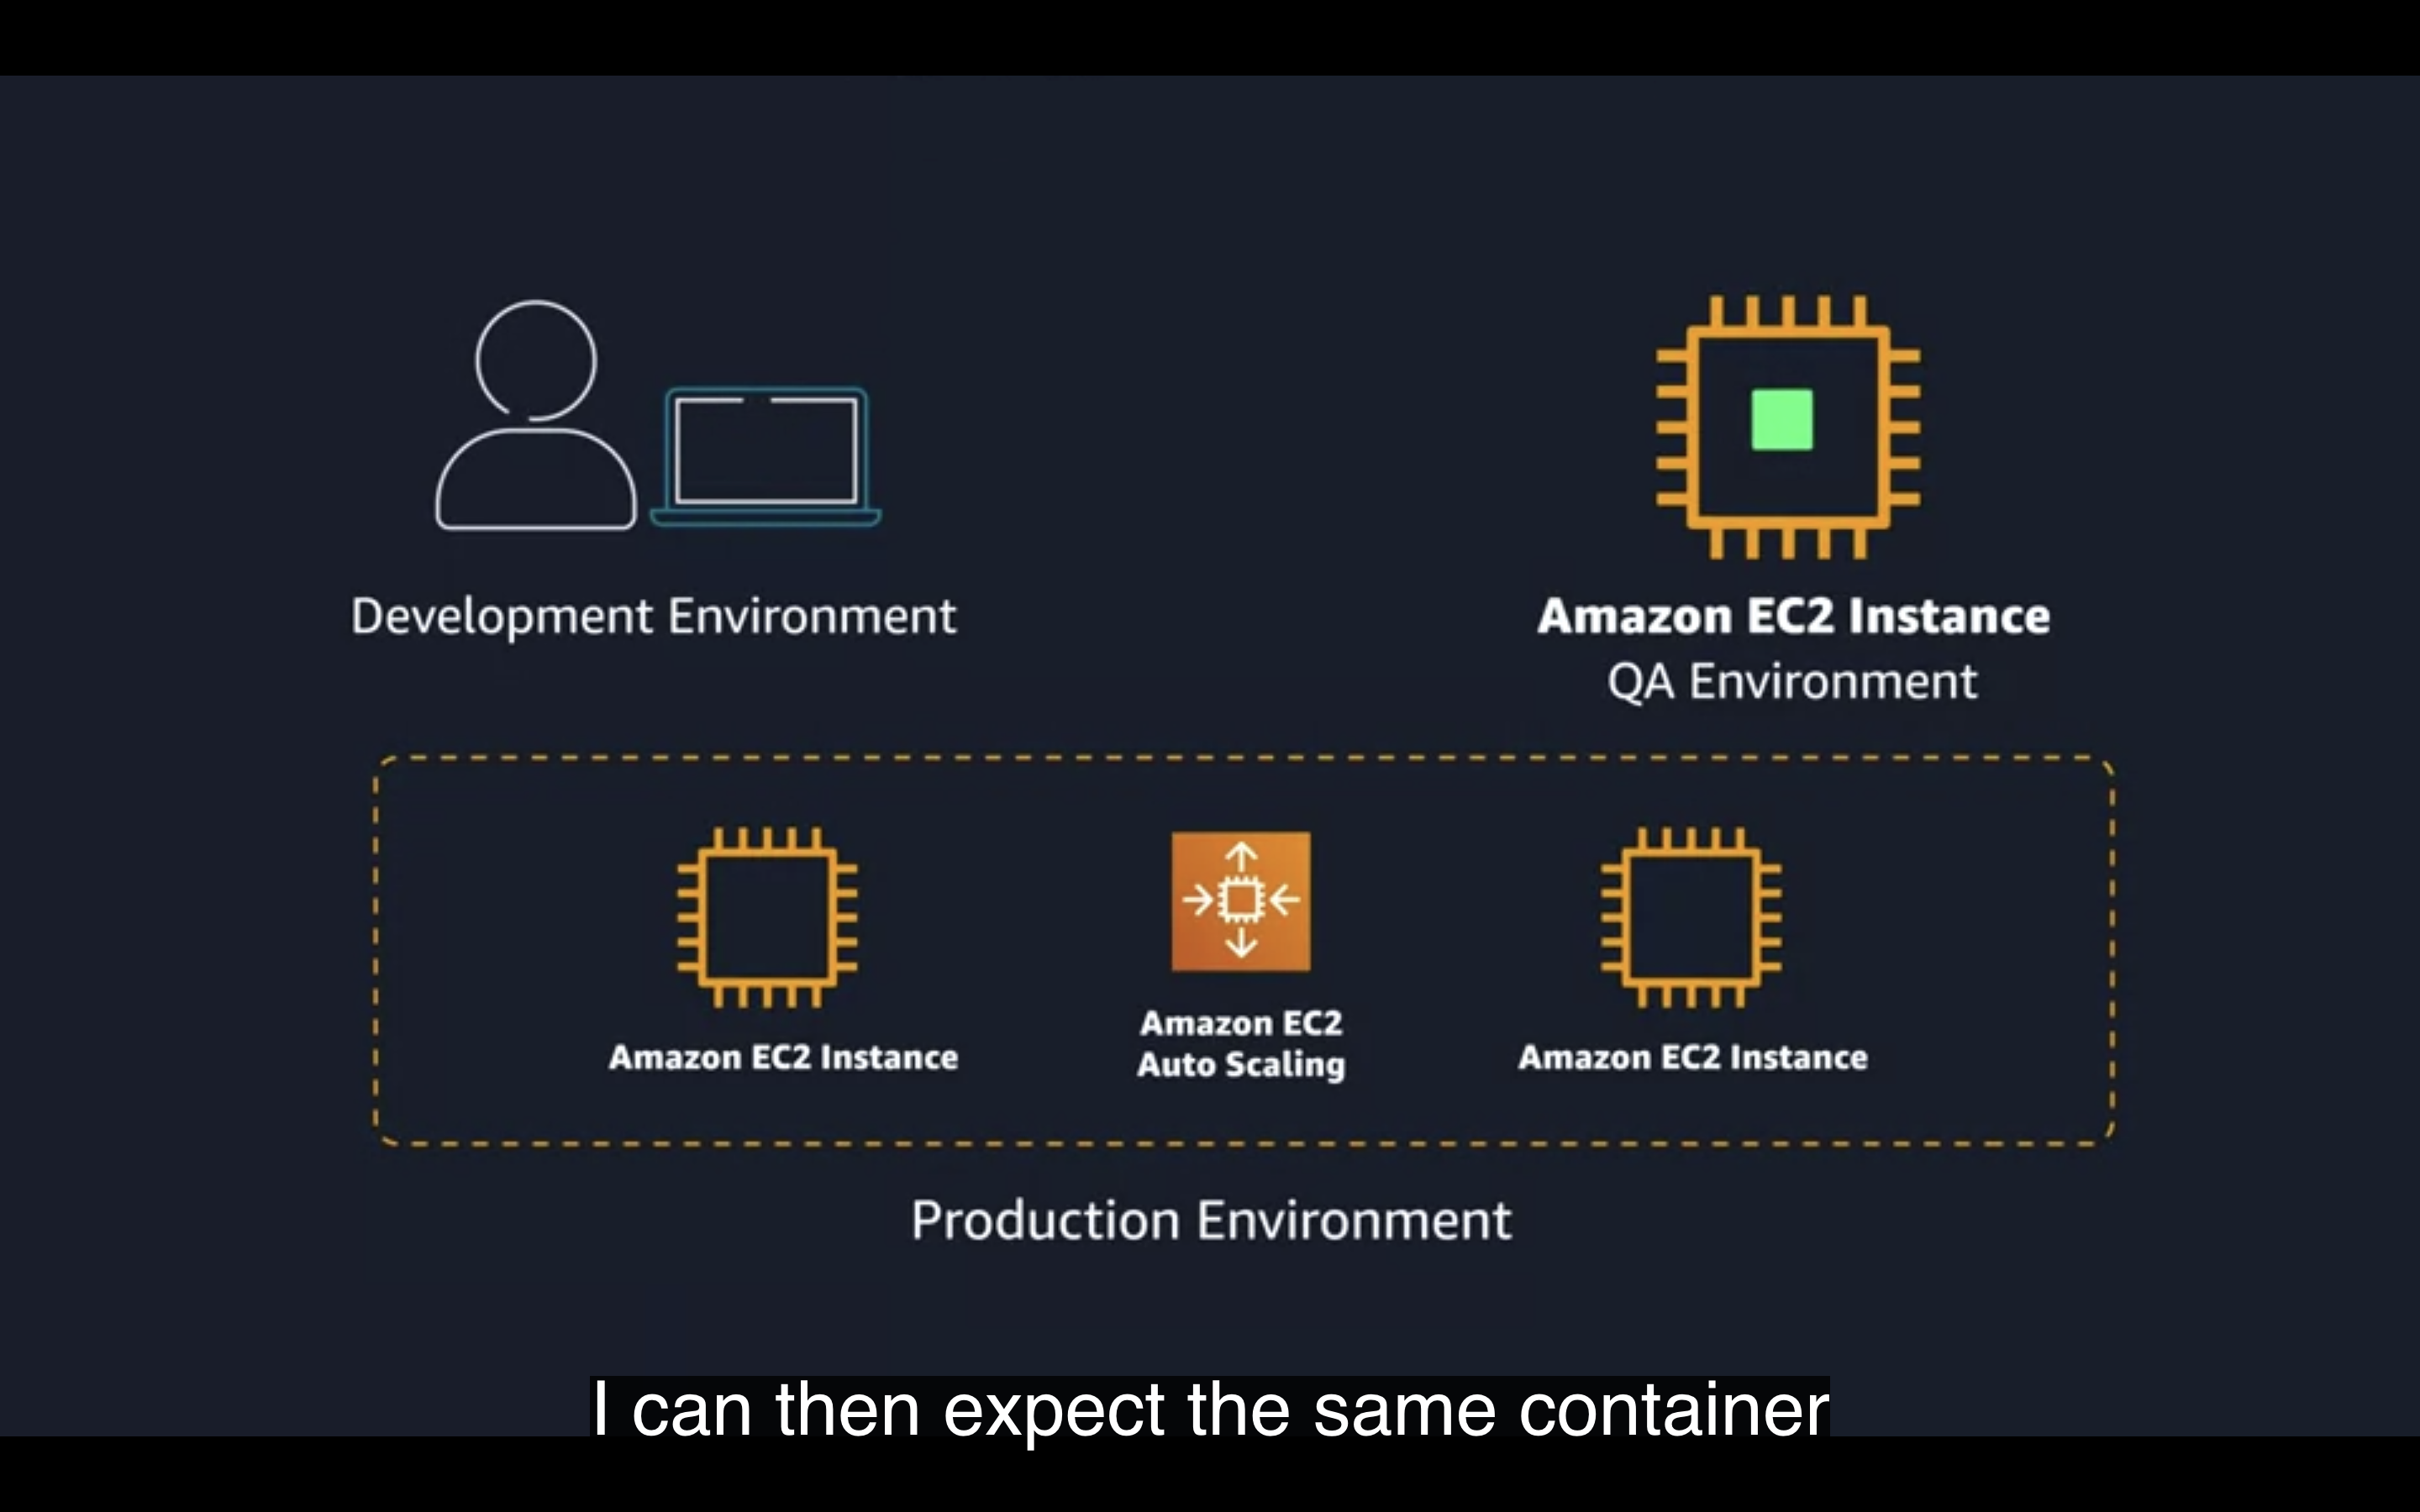 Development Environment
Amazon EC2 Instance
QA Environment
Amazon EC2 Instance
Amazon EC2
Auto Scaling
Amazon EC2 Instance
Production Environment
I can then expect the same container